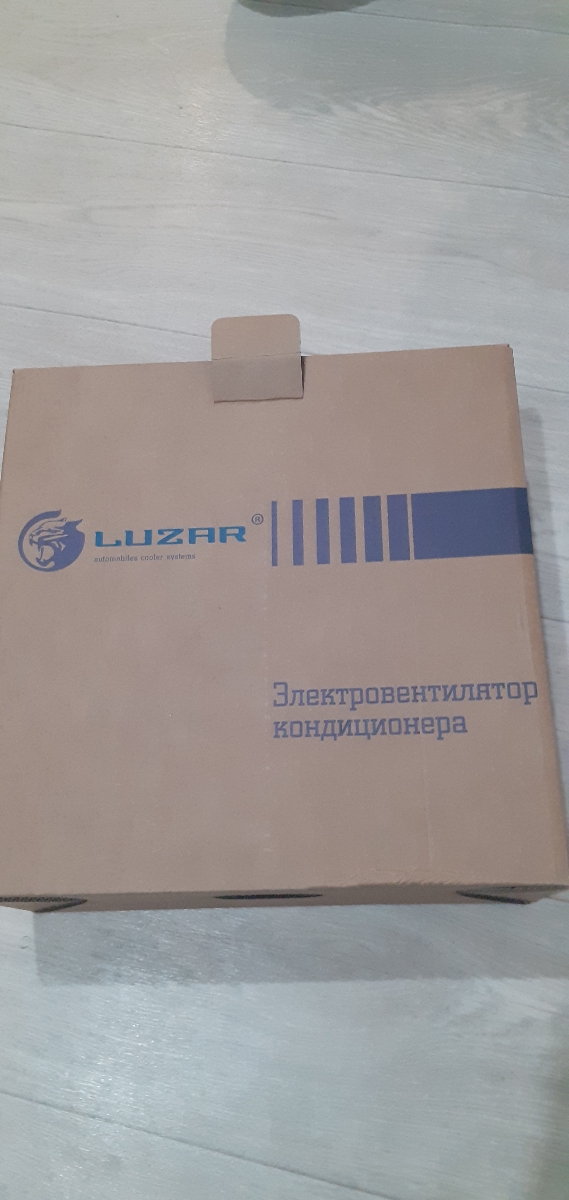 LUZAR®
automobiles cooler systems
Электровентилятор
кондиционера